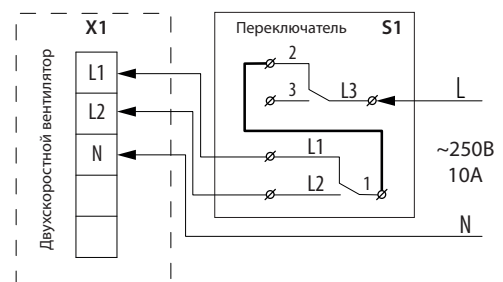 X1
Двухскоростной вентилятор
L1
L2
N
Переключатель S1
2
3
L3
L1
L2
1
L
~250В
10А
N